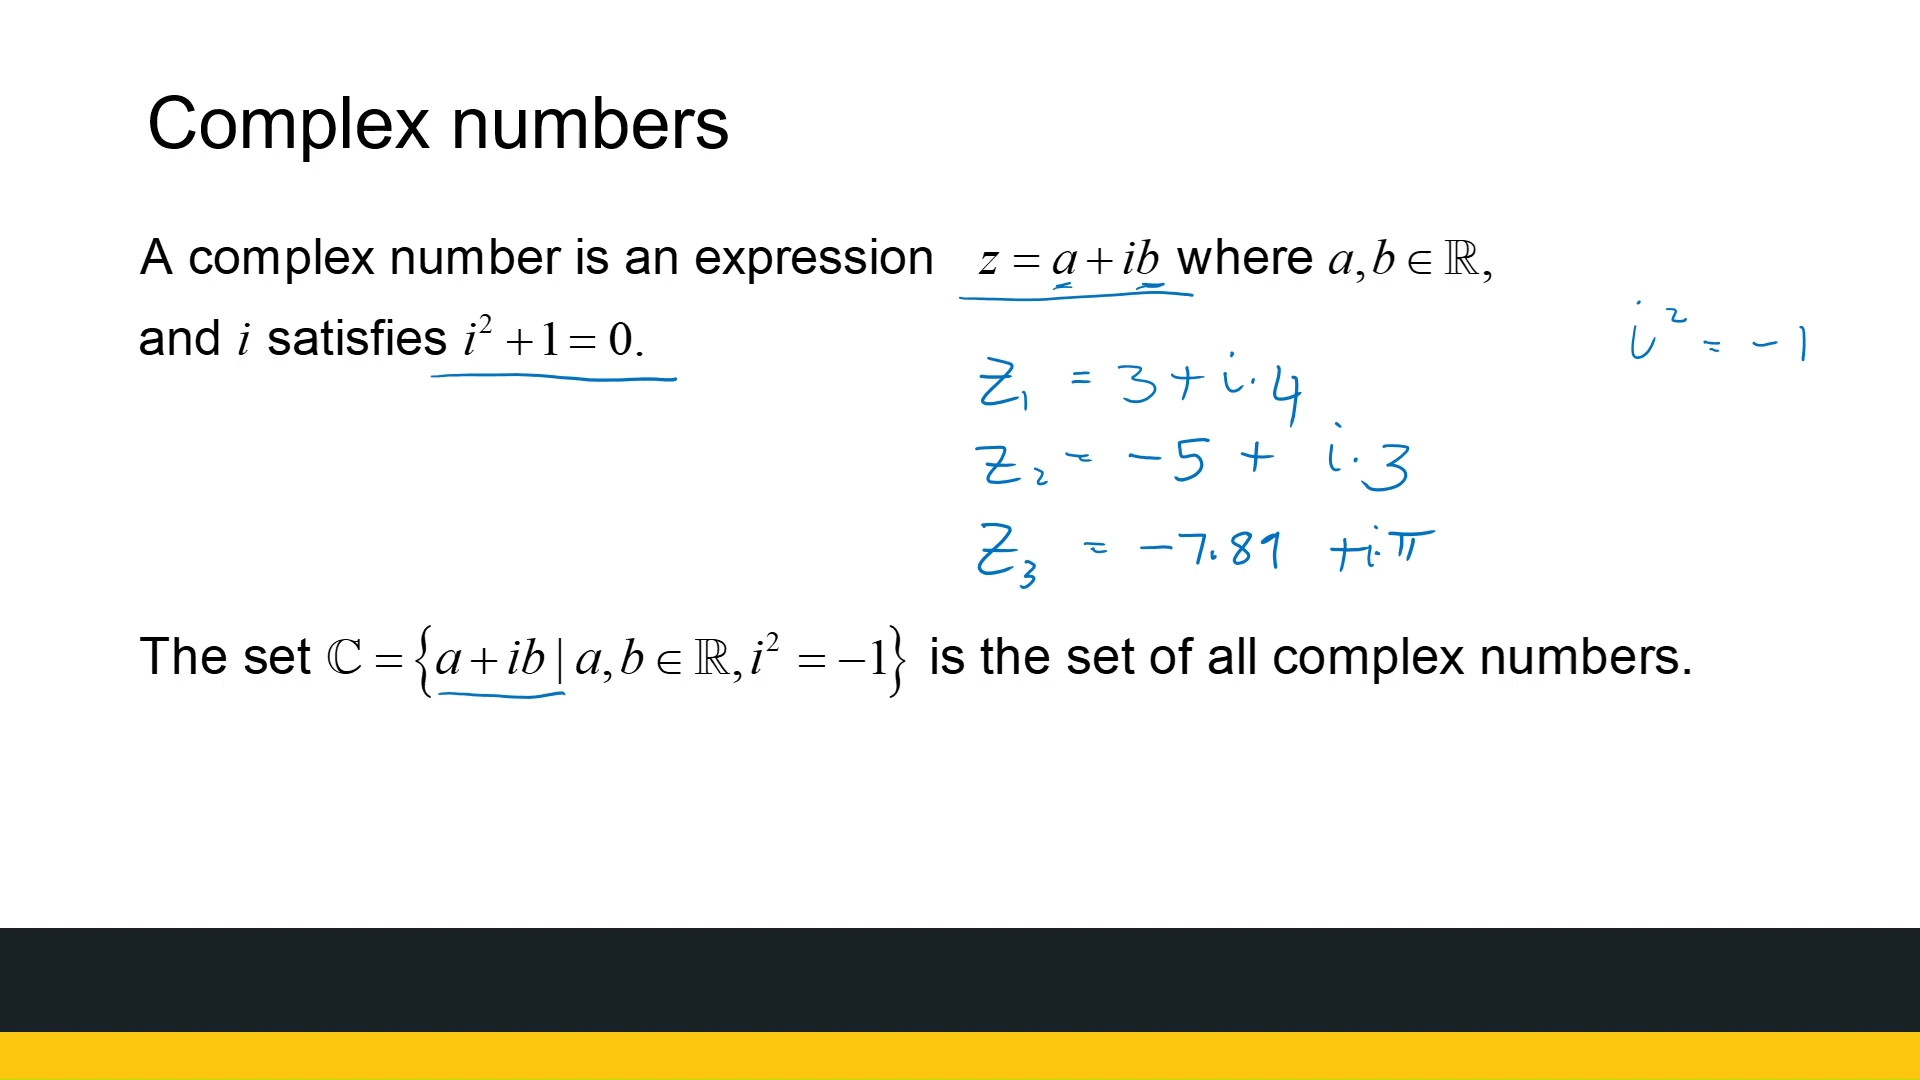 Complex numbers
A complex number is an expression z = a + ib where a, b ∈ ℝ,
and i satisfies i² + 1 = 0.
i² = -1
z₁ = 3 + i · 4
z₂ = -5 + i · 3
z₃ = -7.89 + i · π
The set ℂ = {a + ib | a, b ∈ ℝ, i² = −1} is the set of all complex numbers.